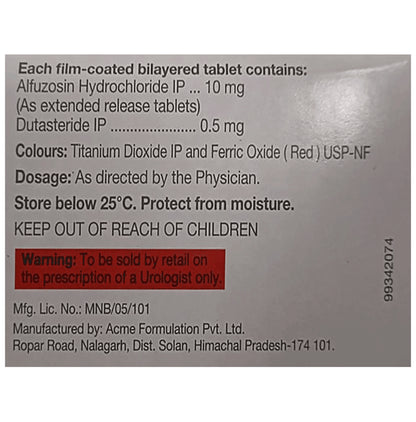 Each film-coated bilayered tablet contains:
Alfuzosin Hydrochloride IP ... 10 mg
(As extended release tablets)
Dutasteride IP ...................... 0.5 mg
Colours: Titanium Dioxide IP and Ferric Oxide ( Red ) USP-NF
Dosage: As directed by the Physician.
Store below 25°C. Protect from moisture.
KEEP OUT OF REACH OF CHILDREN
Warning: To be sold by retail on
the prescription of a Urologist only.
Mfg. Lic. No.: MNB/05/101
Manufactured by: Acme Formulation Pvt. Ltd.
Ropar Road, Nalagarh, Dist. Solan, Himachal Pradesh-174 101.
99342074